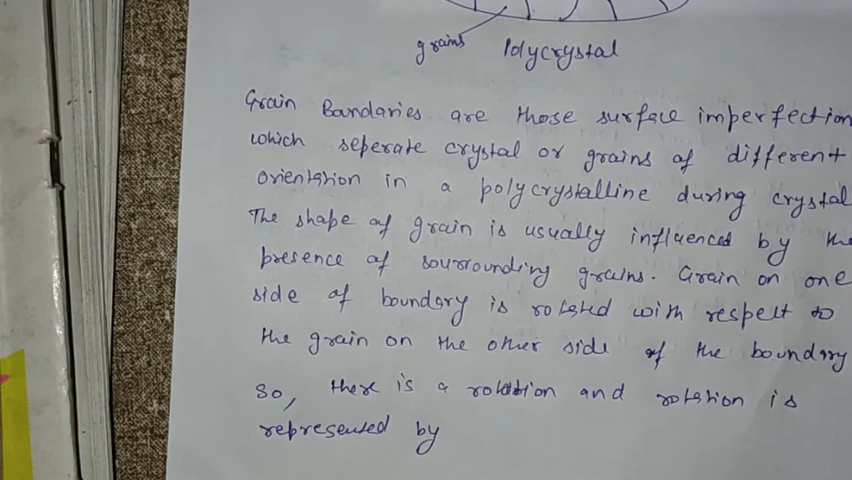 grains
Polycrystal
Grain Boundaries are those surface imperfection
which seperate crystal or grains of different
orientation in a polycrystalline during crystal
The shape of grain is usually influenced by the
presence of sourrounding grains. Grain on one
side of boundary is rotated with respect to
the grain on the other side of the boundary
So, there is a rotation and rotation is
represented by